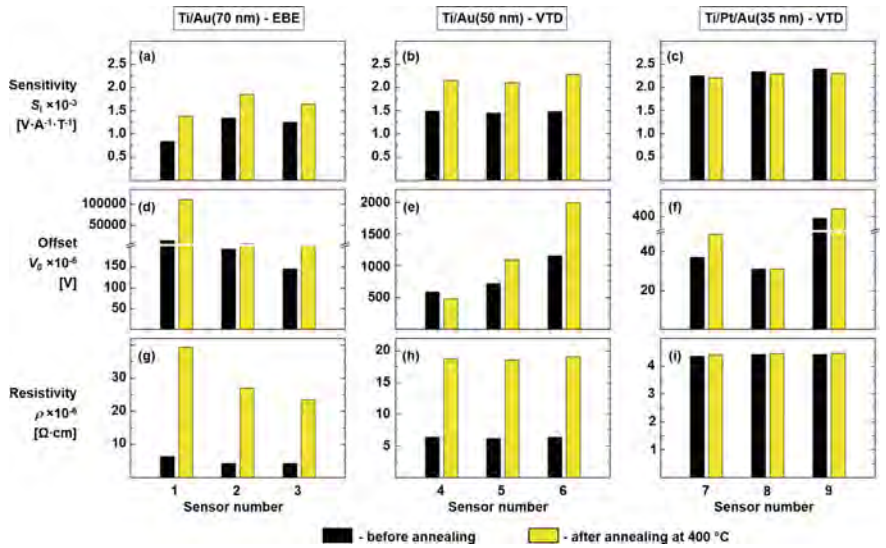 Ti/Au(70 nm) - EBE
Ti/Au(50 nm) - VTD
Ti/Pt/Au(35 nm) - VTD
Sensitivity
Sᵢ ×10⁻³
[V·A⁻¹·T⁻¹]
(a)
2.5
2.0
1.5
1.0
0.5
(b)
2.5
2.0
1.5
1.0
0.5
(c)
2.5
2.0
1.5
1.0
0.5
Offset
V₀ ×10⁻⁶
[V]
(d)
100000
50000
150
100
50
(e)
2000
1500
1000
500
(f)
400
40
20
Resistivity
ρ ×10⁻⁶
[Ω·cm]
(g)
30
20
10
(h)
20
15
10
5
(i)
4
3
2
1
1 2 3
Sensor number
4 5 6
Sensor number
7 8 9
Sensor number
- before annealing
- after annealing at 400 °C